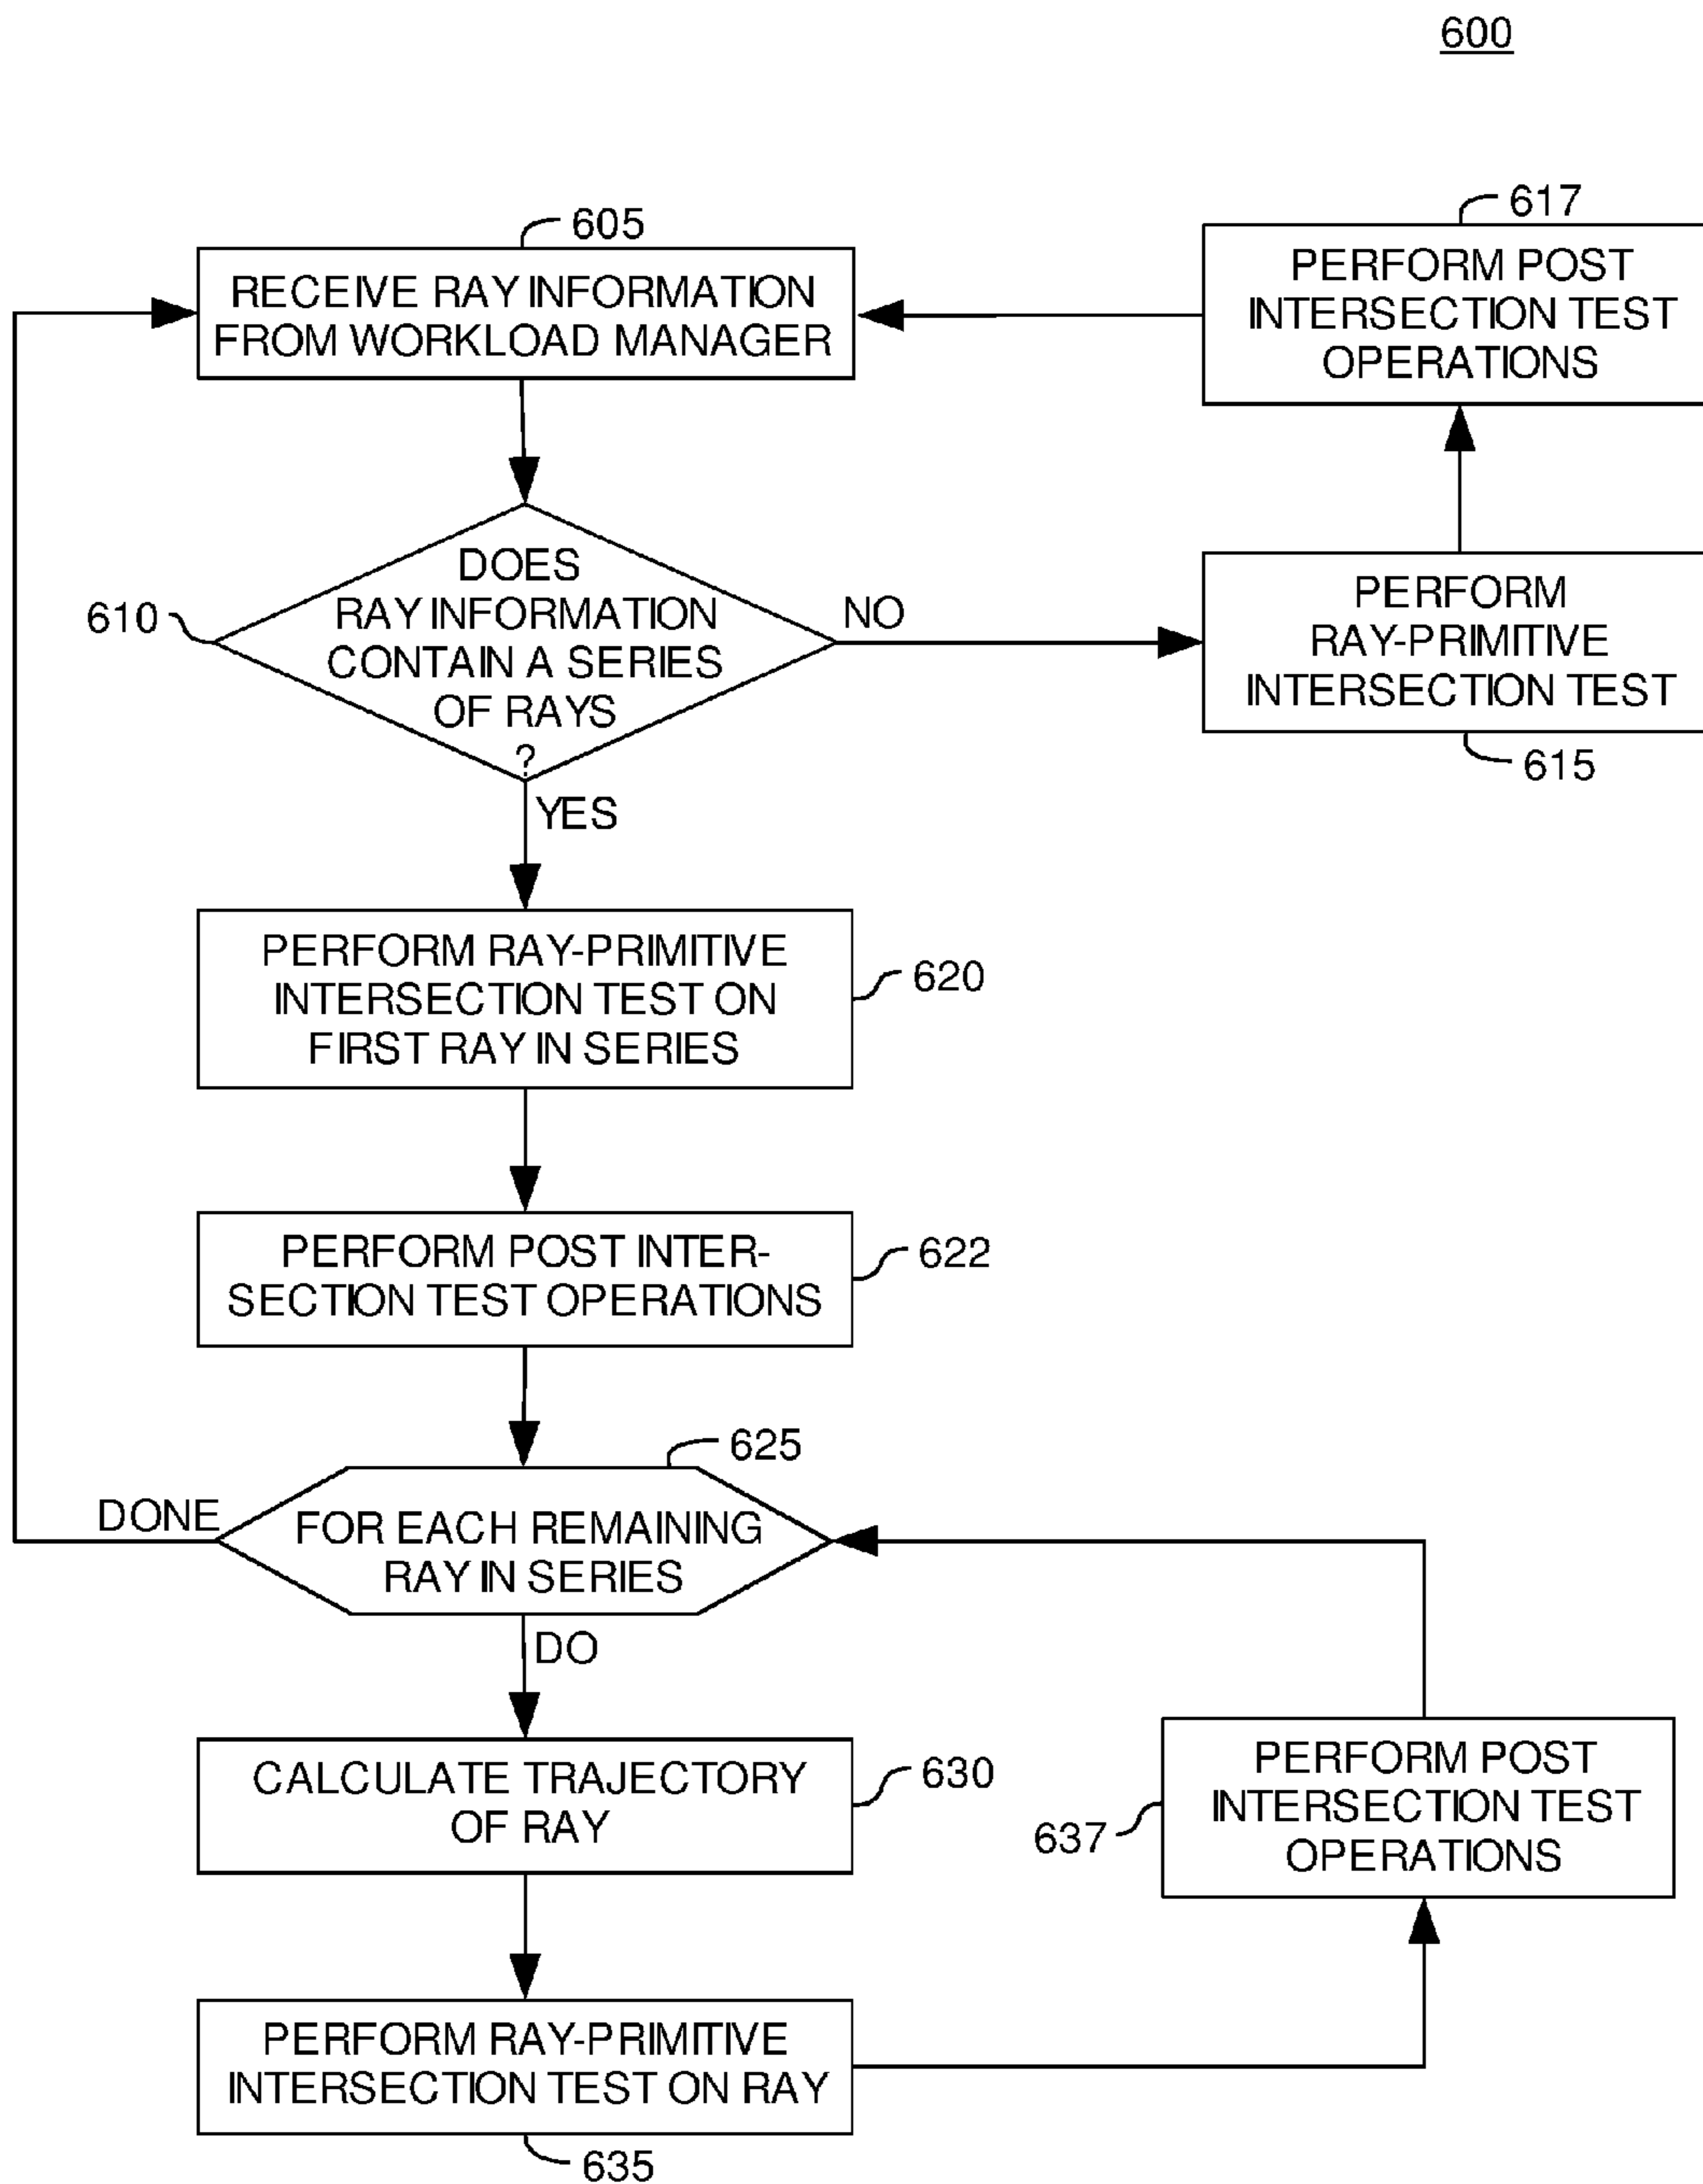 600
617
605
PERFORM POST
INTERSECTION TEST
OPERATIONS
RECEIVE RAY INFORMATION
FROM WORKLOAD MANAGER
DOES
RAY INFORMATION
CONTAIN A SERIES
OF RAYS
?
610
NO
PERFORM
RAY-PRIMITIVE
INTERSECTION TEST
615
YES
PERFORM RAY-PRIMITIVE
INTERSECTION TEST ON
FIRST RAY IN SERIES
620
PERFORM POST INTER-
SECTION TEST OPERATIONS
622
625
DONE
FOR EACH REMAINING
RAY IN SERIES
DO
CALCULATE TRAJECTORY
OF RAY
630
PERFORM POST
INTERSECTION TEST
OPERATIONS
637
PERFORM RAY-PRIMITIVE
INTERSECTION TEST ON RAY
635